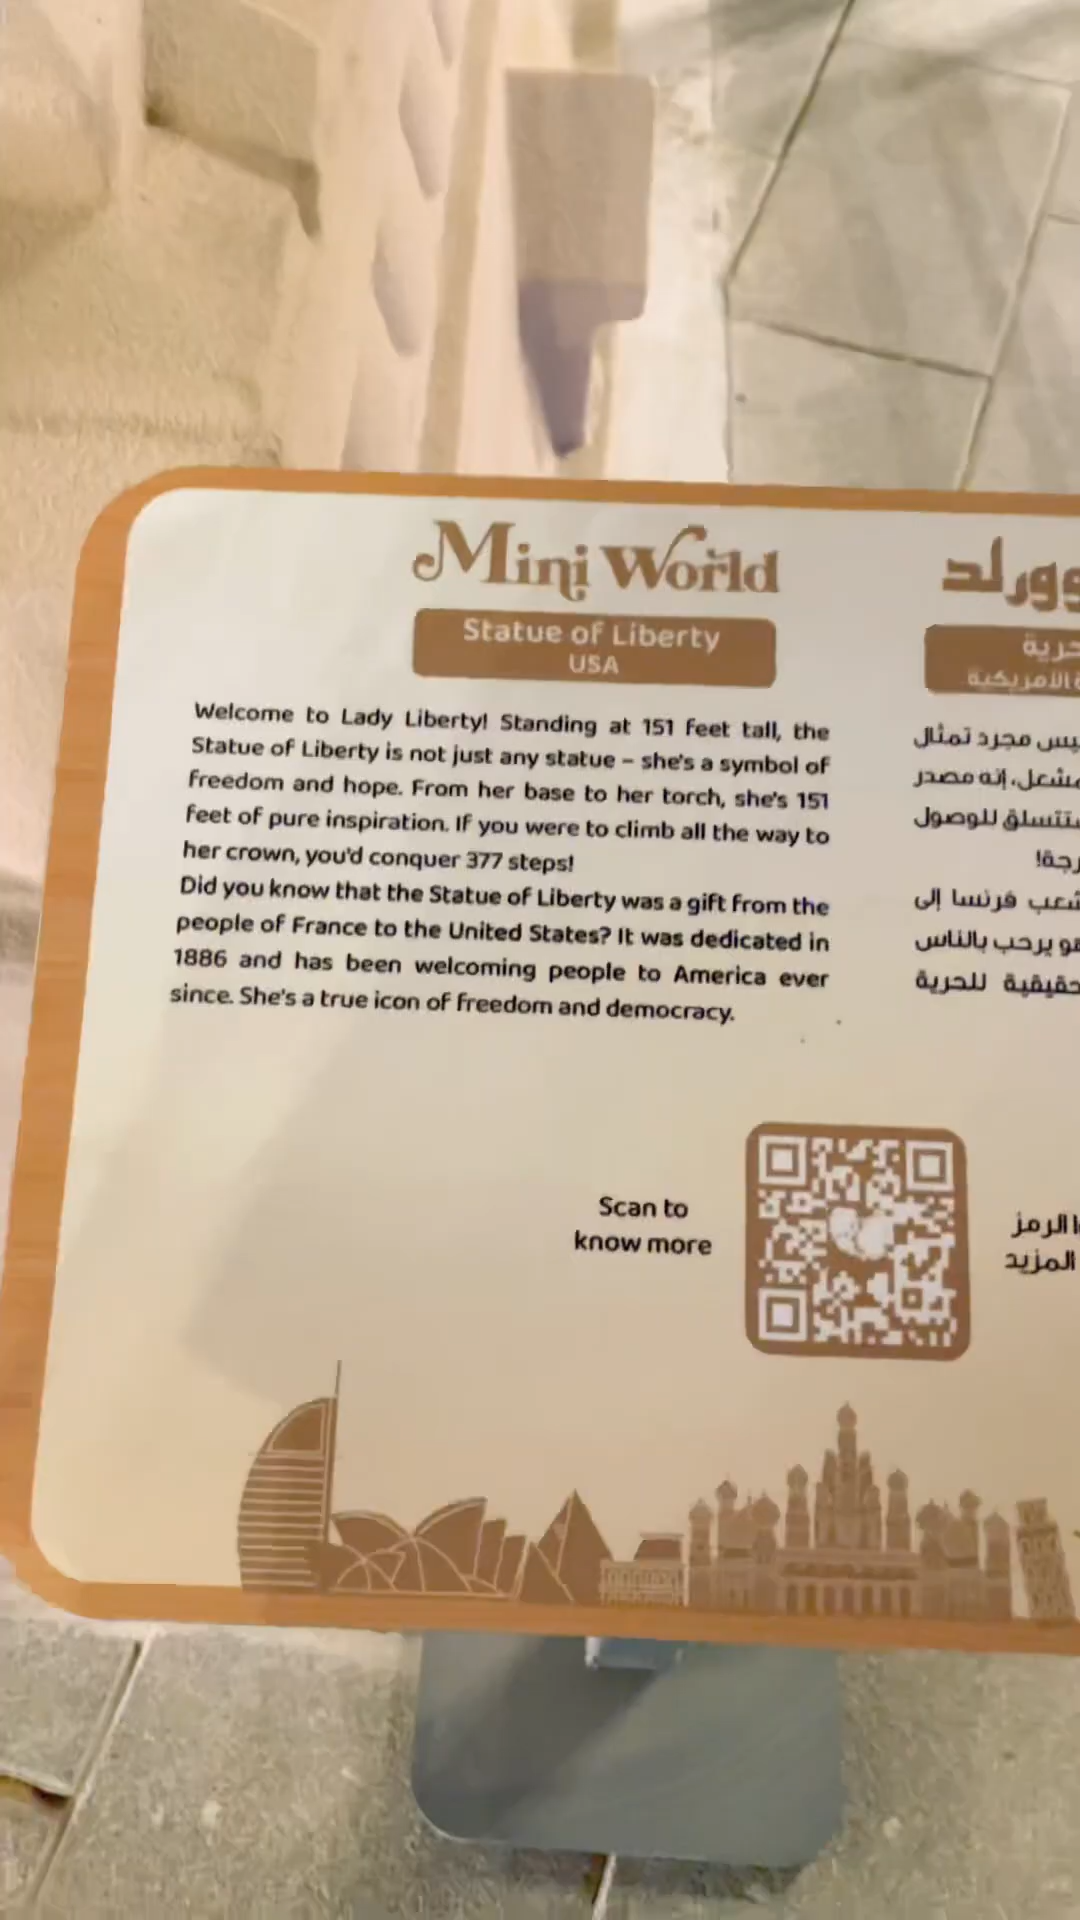 Mini World
Statue of Liberty
USA
Welcome to Lady Liberty! Standing at 151 feet tall, the
Statue of Liberty is not just any statue – she's a symbol of
freedom and hope. From her base to her torch, she's 151
feet of pure inspiration. If you were to climb all the way to
her crown, you'd conquer 377 steps!
Did you know that the Statue of Liberty was a gift from the
people of France to the United States? It was dedicated in
1886 and has been welcoming people to America ever
since. She's a true icon of freedom and democracy.
مجرد تمثال
إنه مصدر
ستتسلق للوصول
شعب فرنسا إلى
هو يرحب بالناس
حقيقية للحرية
Scan to
know more
الرمز
المزيد